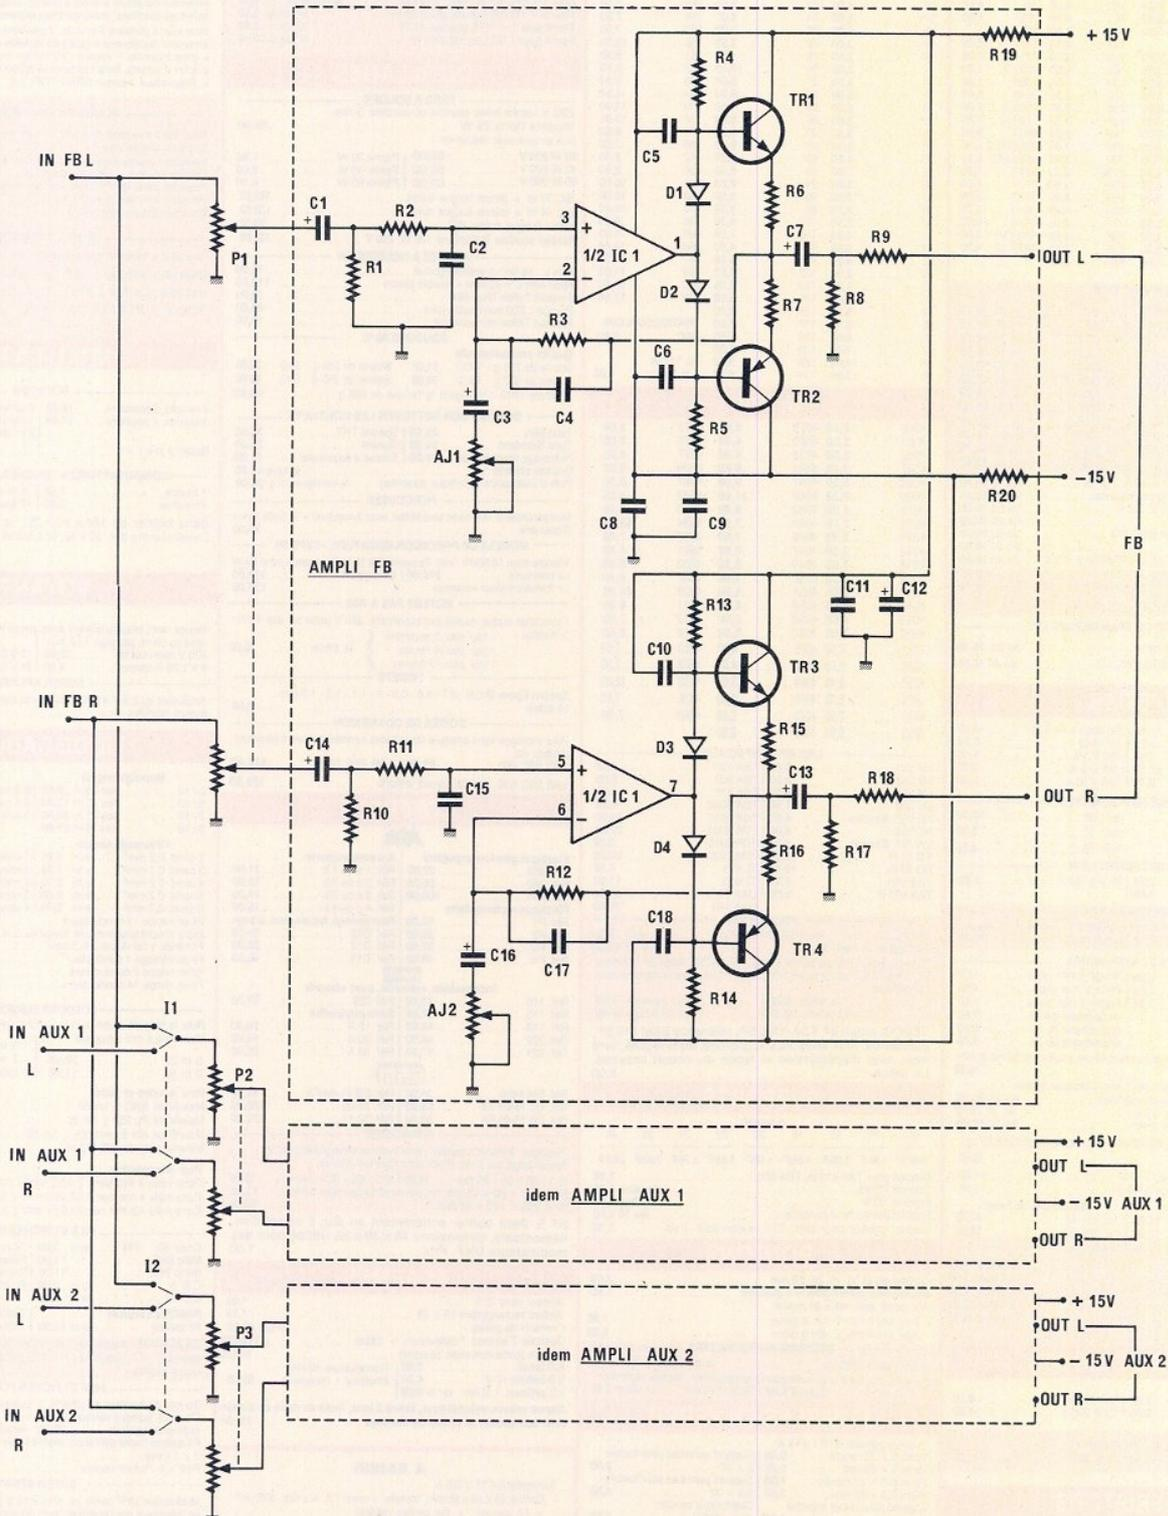 R19
+ 15 V
R4
TR1
C5
IN FB L
D1
R6
C1
R2
3
+
C7
+
R9
P1
+
1/2 IC 1
1
OUT L
R1
C2
2
−
D2
R7
R8
R3
C6
+
C3
C4
TR2
R5
AJ1
R20
− 15 V
C8
C9
FB
AMPLI FB
C11
+
C12
R13
C10
TR3
IN FB R
R15
D3
C14
+
R11
5
+
C13
+
R18
1/2 IC 1
7
OUT R
R10
C15
6
−
D4
R16
R17
R12
C18
+
C16
C17
TR4
R14
AJ2
I1
IN AUX 1
L
P2
IN AUX 1
R
+ 15 V
OUT L
idem AMPLI AUX 1
− 15 V AUX 1
OUT R
I2
IN AUX 2
L
P3
+ 15V
OUT L
idem AMPLI AUX 2
− 15 V AUX 2
OUT R
IN AUX 2
R